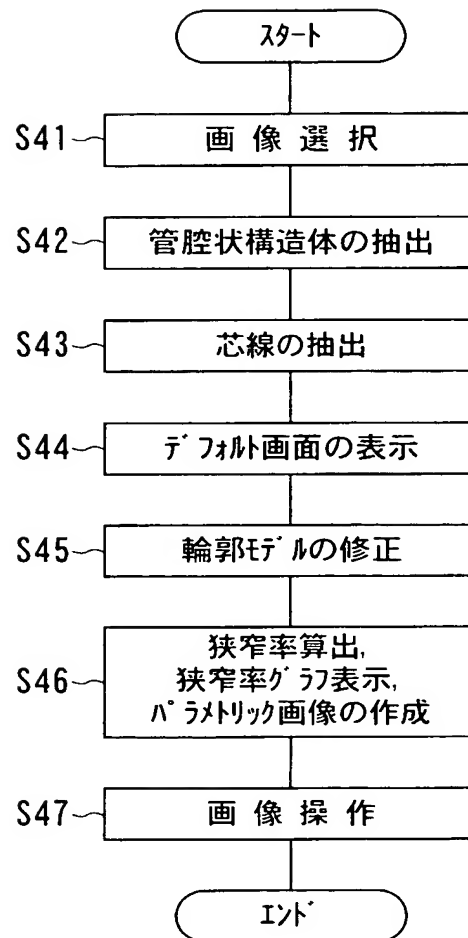 ｽﾀｰﾄ
S41 画像選択
S42 管腔状構造体の抽出
S43 芯線の抽出
S44 ﾃﾞﾌｫﾙﾄ画面の表示
S45 輪郭ﾓﾃﾞﾙの修正
狭窄率算出,
S46 狭窄率ｸﾞﾗﾌ表示,
ﾊﾟﾗﾒﾄﾘｯｸ画像の作成
S47 画像操作
ｴﾝﾄﾞ